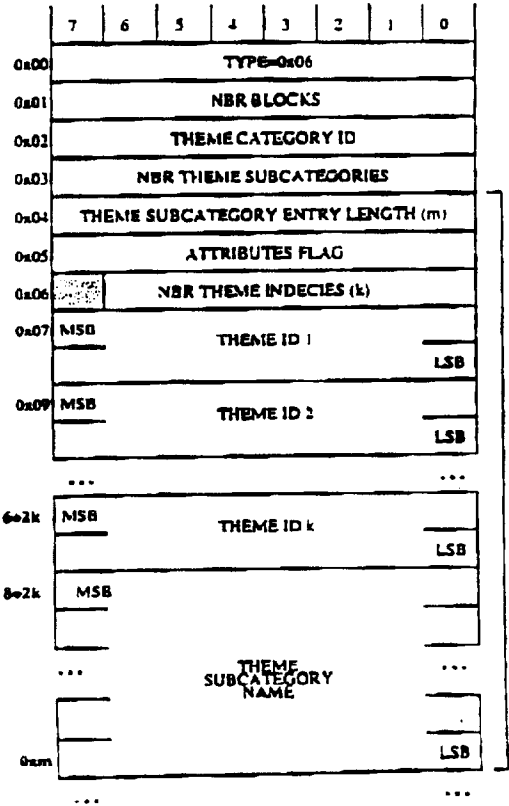 7 6 5 4 3 2 1 0
0x00 TYPE=0x06
0x01 NBR BLOCKS
0x02 THEME CATEGORY ID
0x03 NBR THEME SUBCATEGORIES
0x04 THEME SUBCATEGORY ENTRY LENGTH (m)
0x05 ATTRIBUTES FLAG
0x06 NBR THEME INDECIES (k)
0x07 MSB THEME ID 1
LSB
0x09 MSB THEME ID 2
LSB
... ...
6+2k MSB THEME ID k
LSB
8+2k MSB
... ...
THEME
SUBCATEGORY
NAME
0xm LSB
... ...